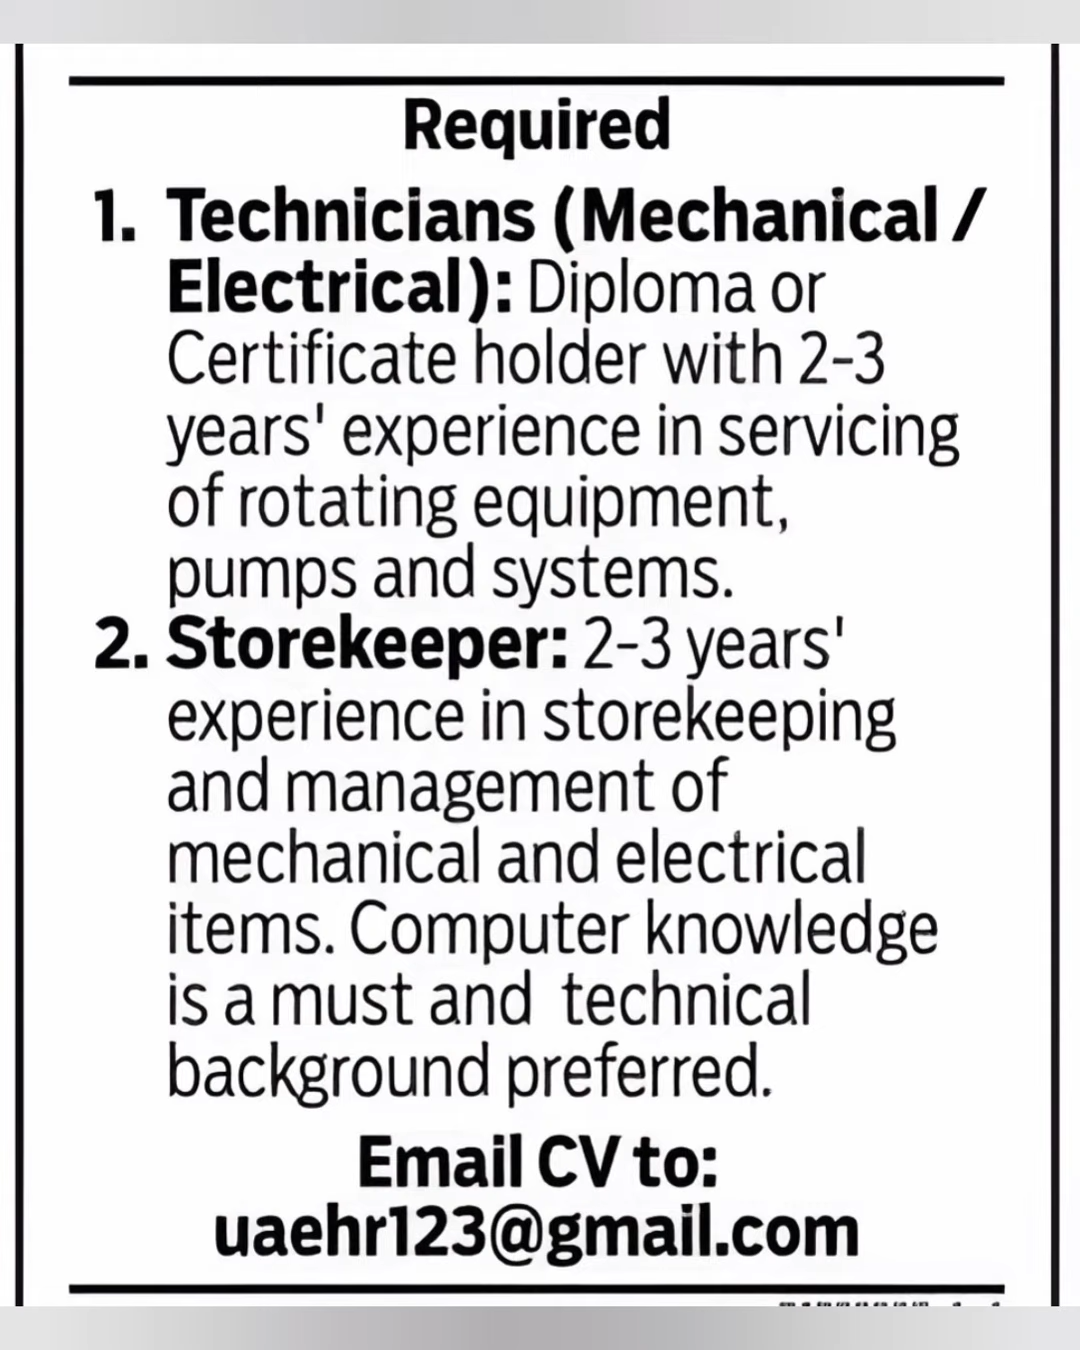 Required
1. Technicians (Mechanical /
Electrical): Diploma or
Certificate holder with 2-3
years' experience in servicing
of rotating equipment,
pumps and systems.
2. Storekeeper: 2-3 years'
experience in storekeeping
and management of
mechanical and electrical
items. Computer knowledge
is a must and technical
background preferred.
Email CV to:
uaehr123@gmail.com